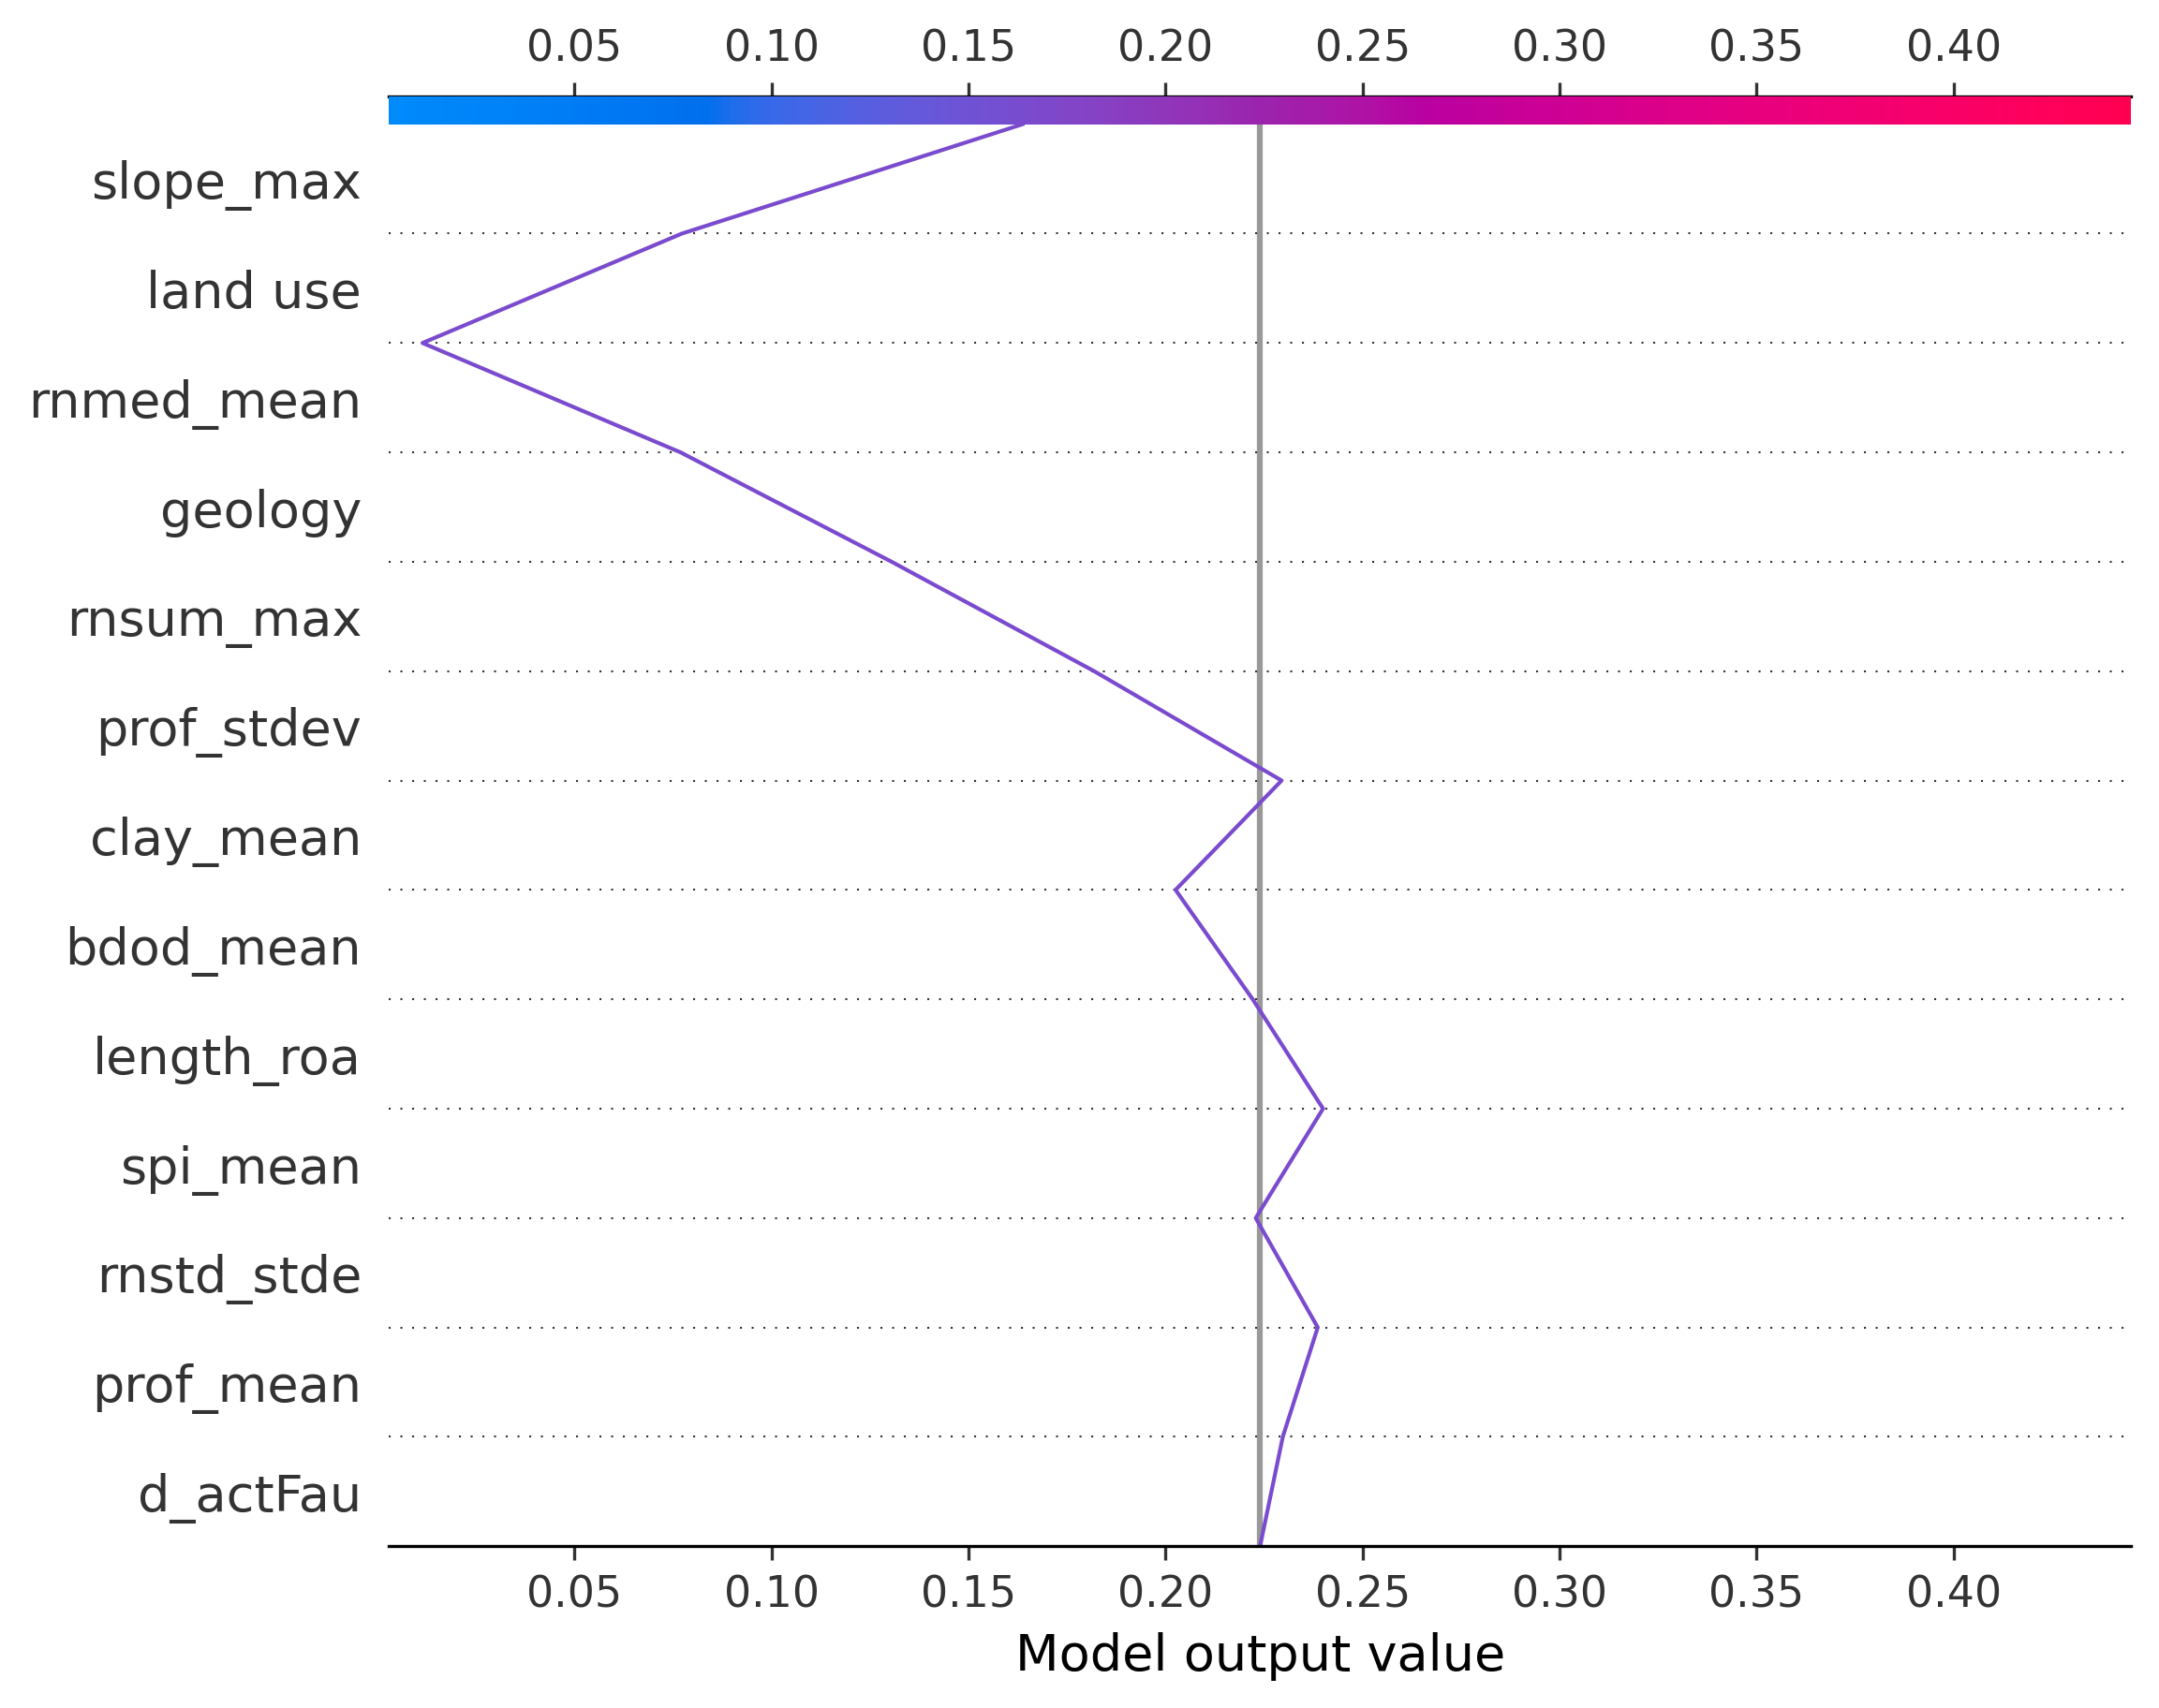 0.05 0.10 0.15 0.20 0.25 0.30 0.35 0.40
slope_max
land use
rnmed_mean
geology
rnsum_max
prof_stdev
clay_mean
bdod_mean
length_roa
spi_mean
rnstd_stde
prof_mean
d_actFau
0.05 0.10 0.15 0.20 0.25 0.30 0.35 0.40
Model output value